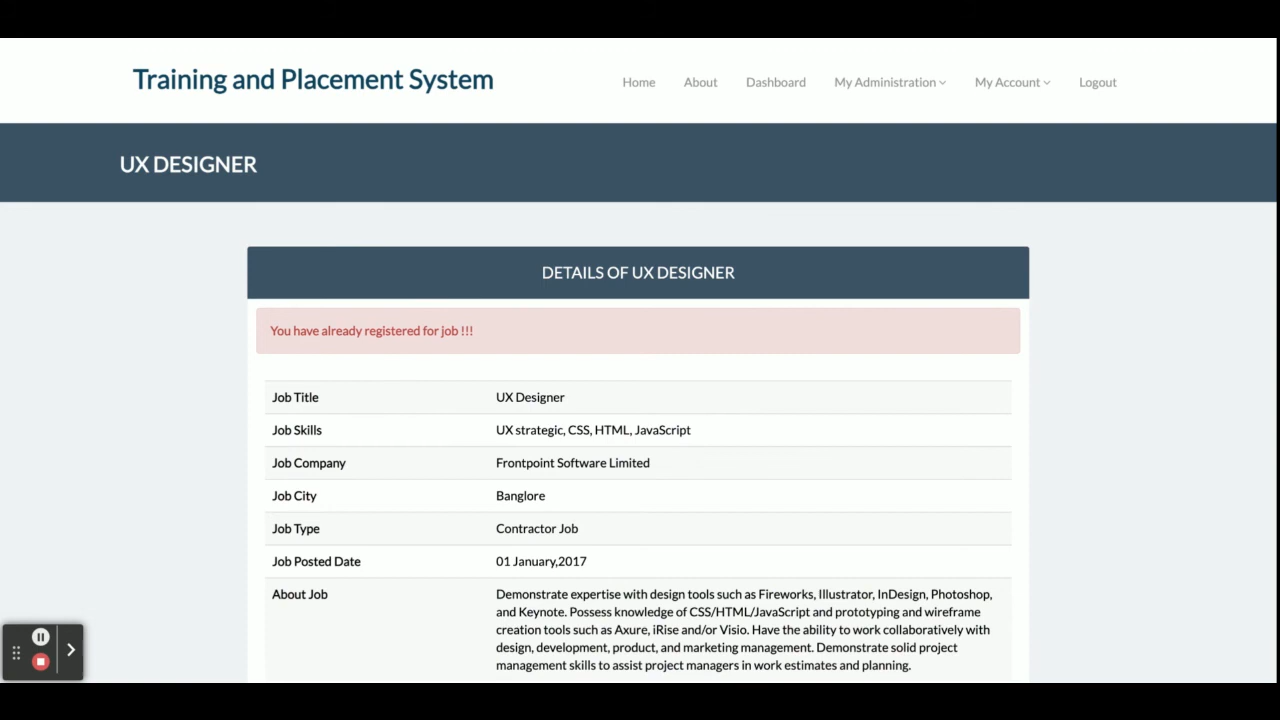 Training and Placement System
Home About Dashboard My Administration My Account Logout
UX DESIGNER
DETAILS OF UX DESIGNER
You have already registered for job !!!
Job Title UX Designer
Job Skills UX strategic, CSS, HTML, JavaScript
Job Company Frontpoint Software Limited
Job City Banglore
Job Type Contractor Job
Job Posted Date 01 January,2017
About Job Demonstrate expertise with design tools such as Fireworks, Illustrator, InDesign, Photoshop,
and Keynote. Possess knowledge of CSS/HTML/JavaScript and prototyping and wireframe
creation tools such as Axure, iRise and/or Visio. Have the ability to work collaboratively with
design, development, product, and marketing management. Demonstrate solid project
management skills to assist project managers in work estimates and planning.